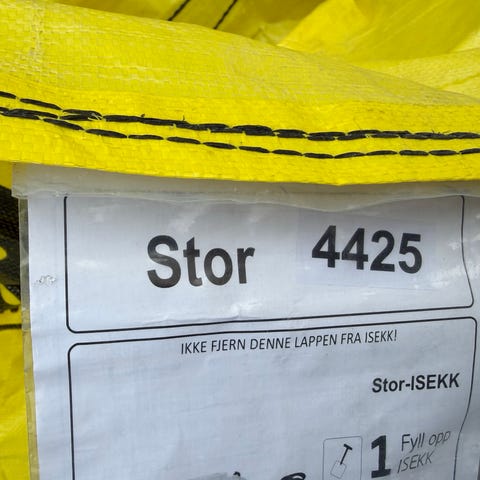 Stor 4425
IKKE FJERN DENNE LAPPEN FRA ISEKK!
Stor-ISEKK
1 Fyll opp
ISEKK